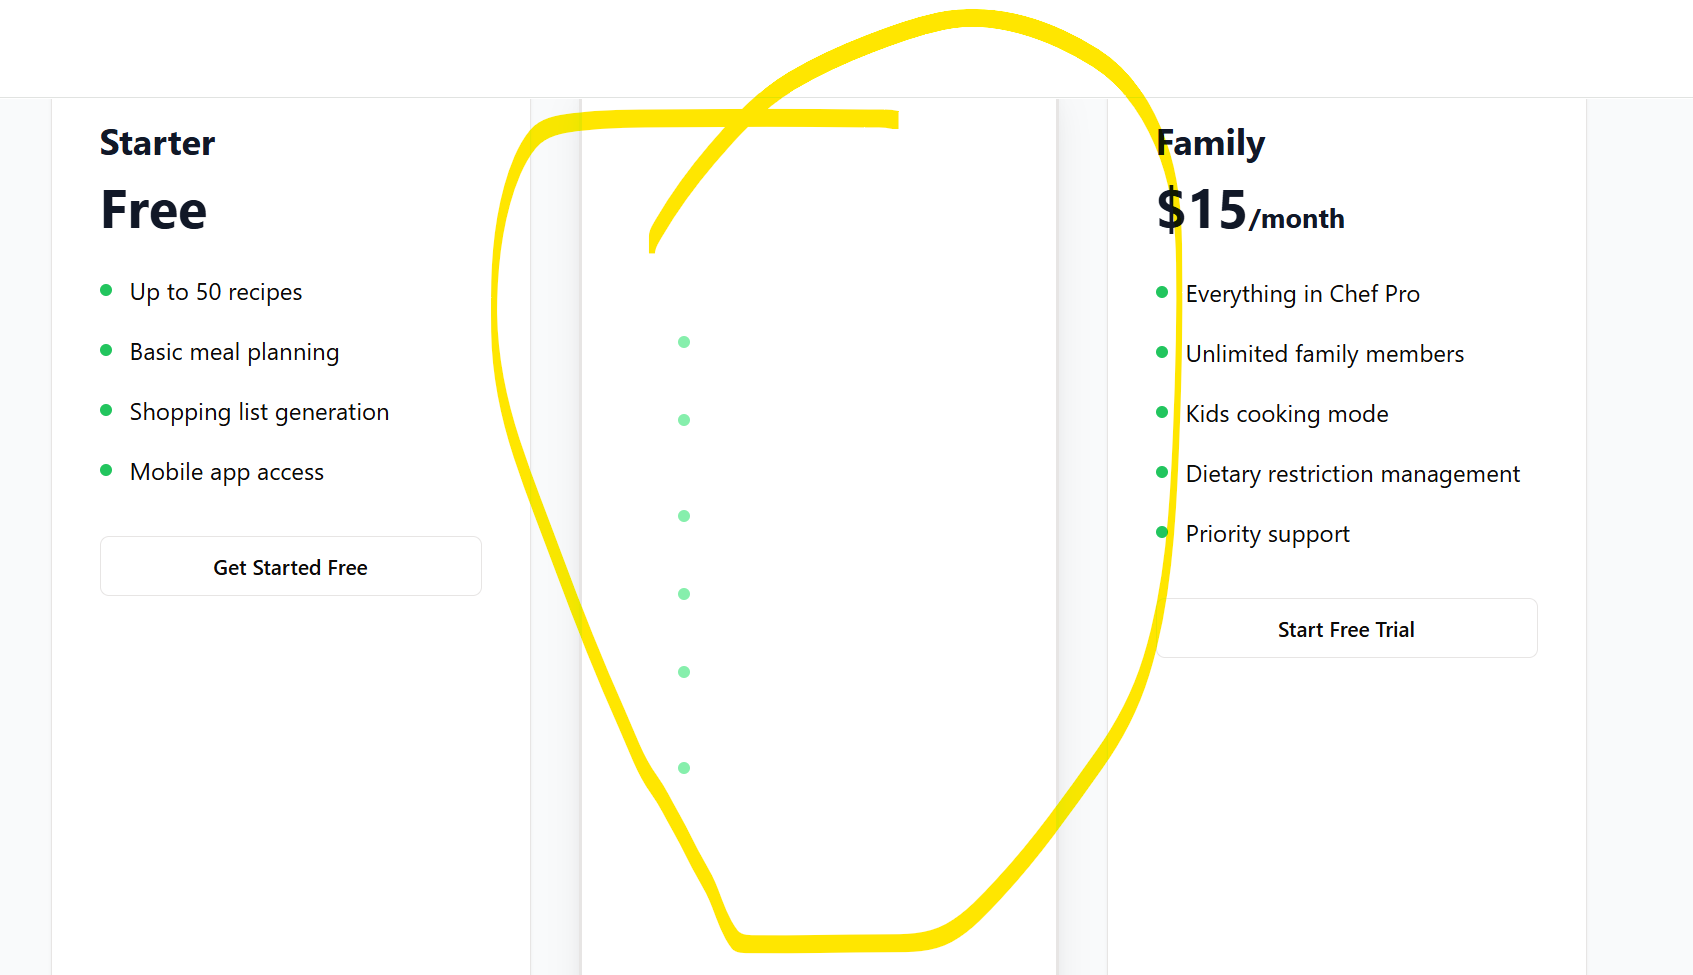 Starter
Free
Up to 50 recipes
Basic meal planning
Shopping list generation
Mobile app access
Get Started Free
Family
$15/month
Everything in Chef Pro
Unlimited family members
Kids cooking mode
Dietary restriction management
Priority support
Start Free Trial